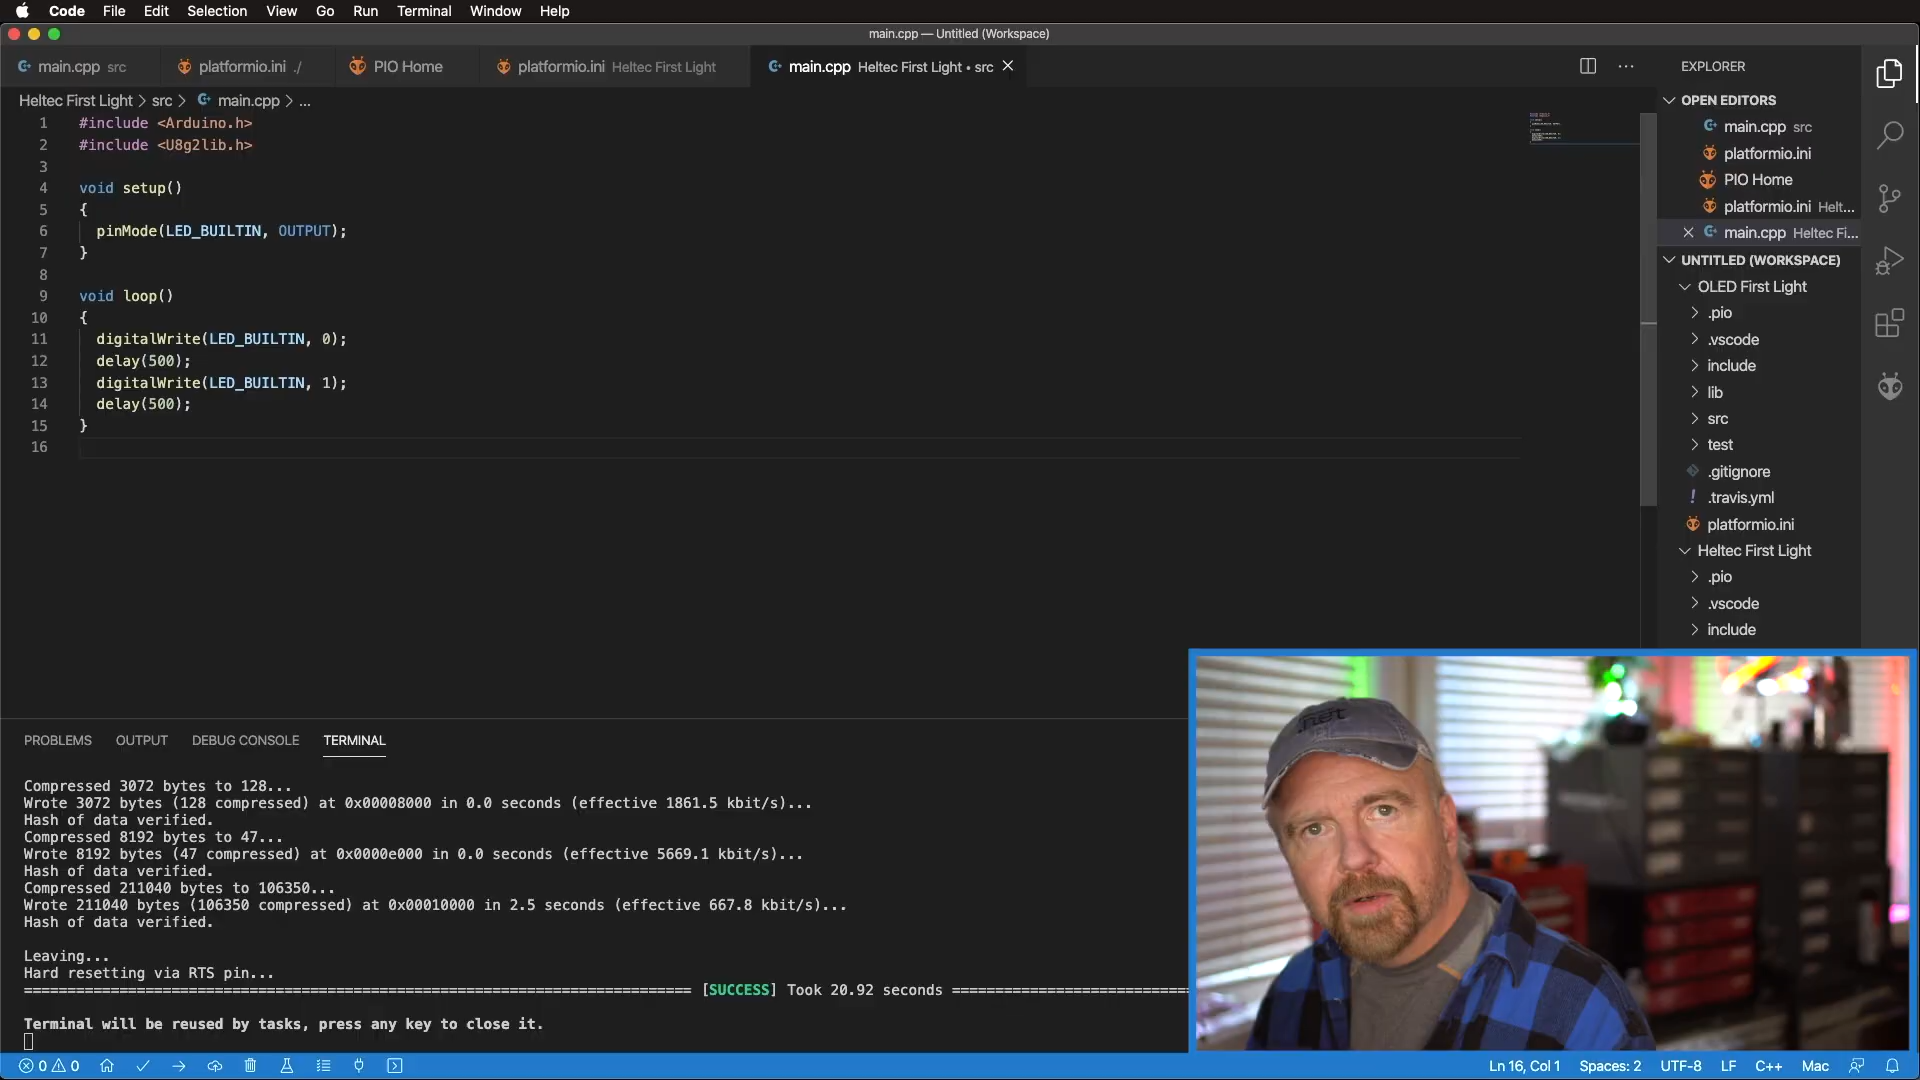 Code File Edit Selection View Go Run Terminal Window Help
main.cpp — Untitled (Workspace)
main.cpp src platformio.ini ./ PIO Home platformio.ini Heltec First Light main.cpp Heltec First Light • src
Heltec First Light > src > main.cpp > ...
1 #include <Arduino.h>
2 #include <U8g2lib.h>
3
4 void setup()
5 {
6 pinMode(LED_BUILTIN, OUTPUT);
7 }
8
9 void loop()
10 {
11 digitalWrite(LED_BUILTIN, 0);
12 delay(500);
13 digitalWrite(LED_BUILTIN, 1);
14 delay(500);
15 }
16
EXPLORER
OPEN EDITORS
main.cpp src
platformio.ini
PIO Home
platformio.ini Helt...
main.cpp Heltec Fi...
UNTITLED (WORKSPACE)
OLED First Light
.pio
.vscode
include
lib
src
test
.gitignore
.travis.yml
platformio.ini
Heltec First Light
.pio
.vscode
include
PROBLEMS OUTPUT DEBUG CONSOLE TERMINAL
Compressed 3072 bytes to 128...
Wrote 3072 bytes (128 compressed) at 0x00008000 in 0.0 seconds (effective 1861.5 kbit/s)...
Hash of data verified.
Compressed 8192 bytes to 47...
Wrote 8192 bytes (47 compressed) at 0x0000e000 in 0.0 seconds (effective 5669.1 kbit/s)...
Hash of data verified.
Compressed 211040 bytes to 106350...
Wrote 211040 bytes (106350 compressed) at 0x00010000 in 2.5 seconds (effective 667.8 kbit/s)...
Hash of data verified.
Leaving...
Hard resetting via RTS pin...
[SUCCESS] Took 20.92 seconds
Terminal will be reused by tasks, press any key to close it.
.net
0 0 Ln 16, Col 1 Spaces: 2 UTF-8 LF C++ Mac